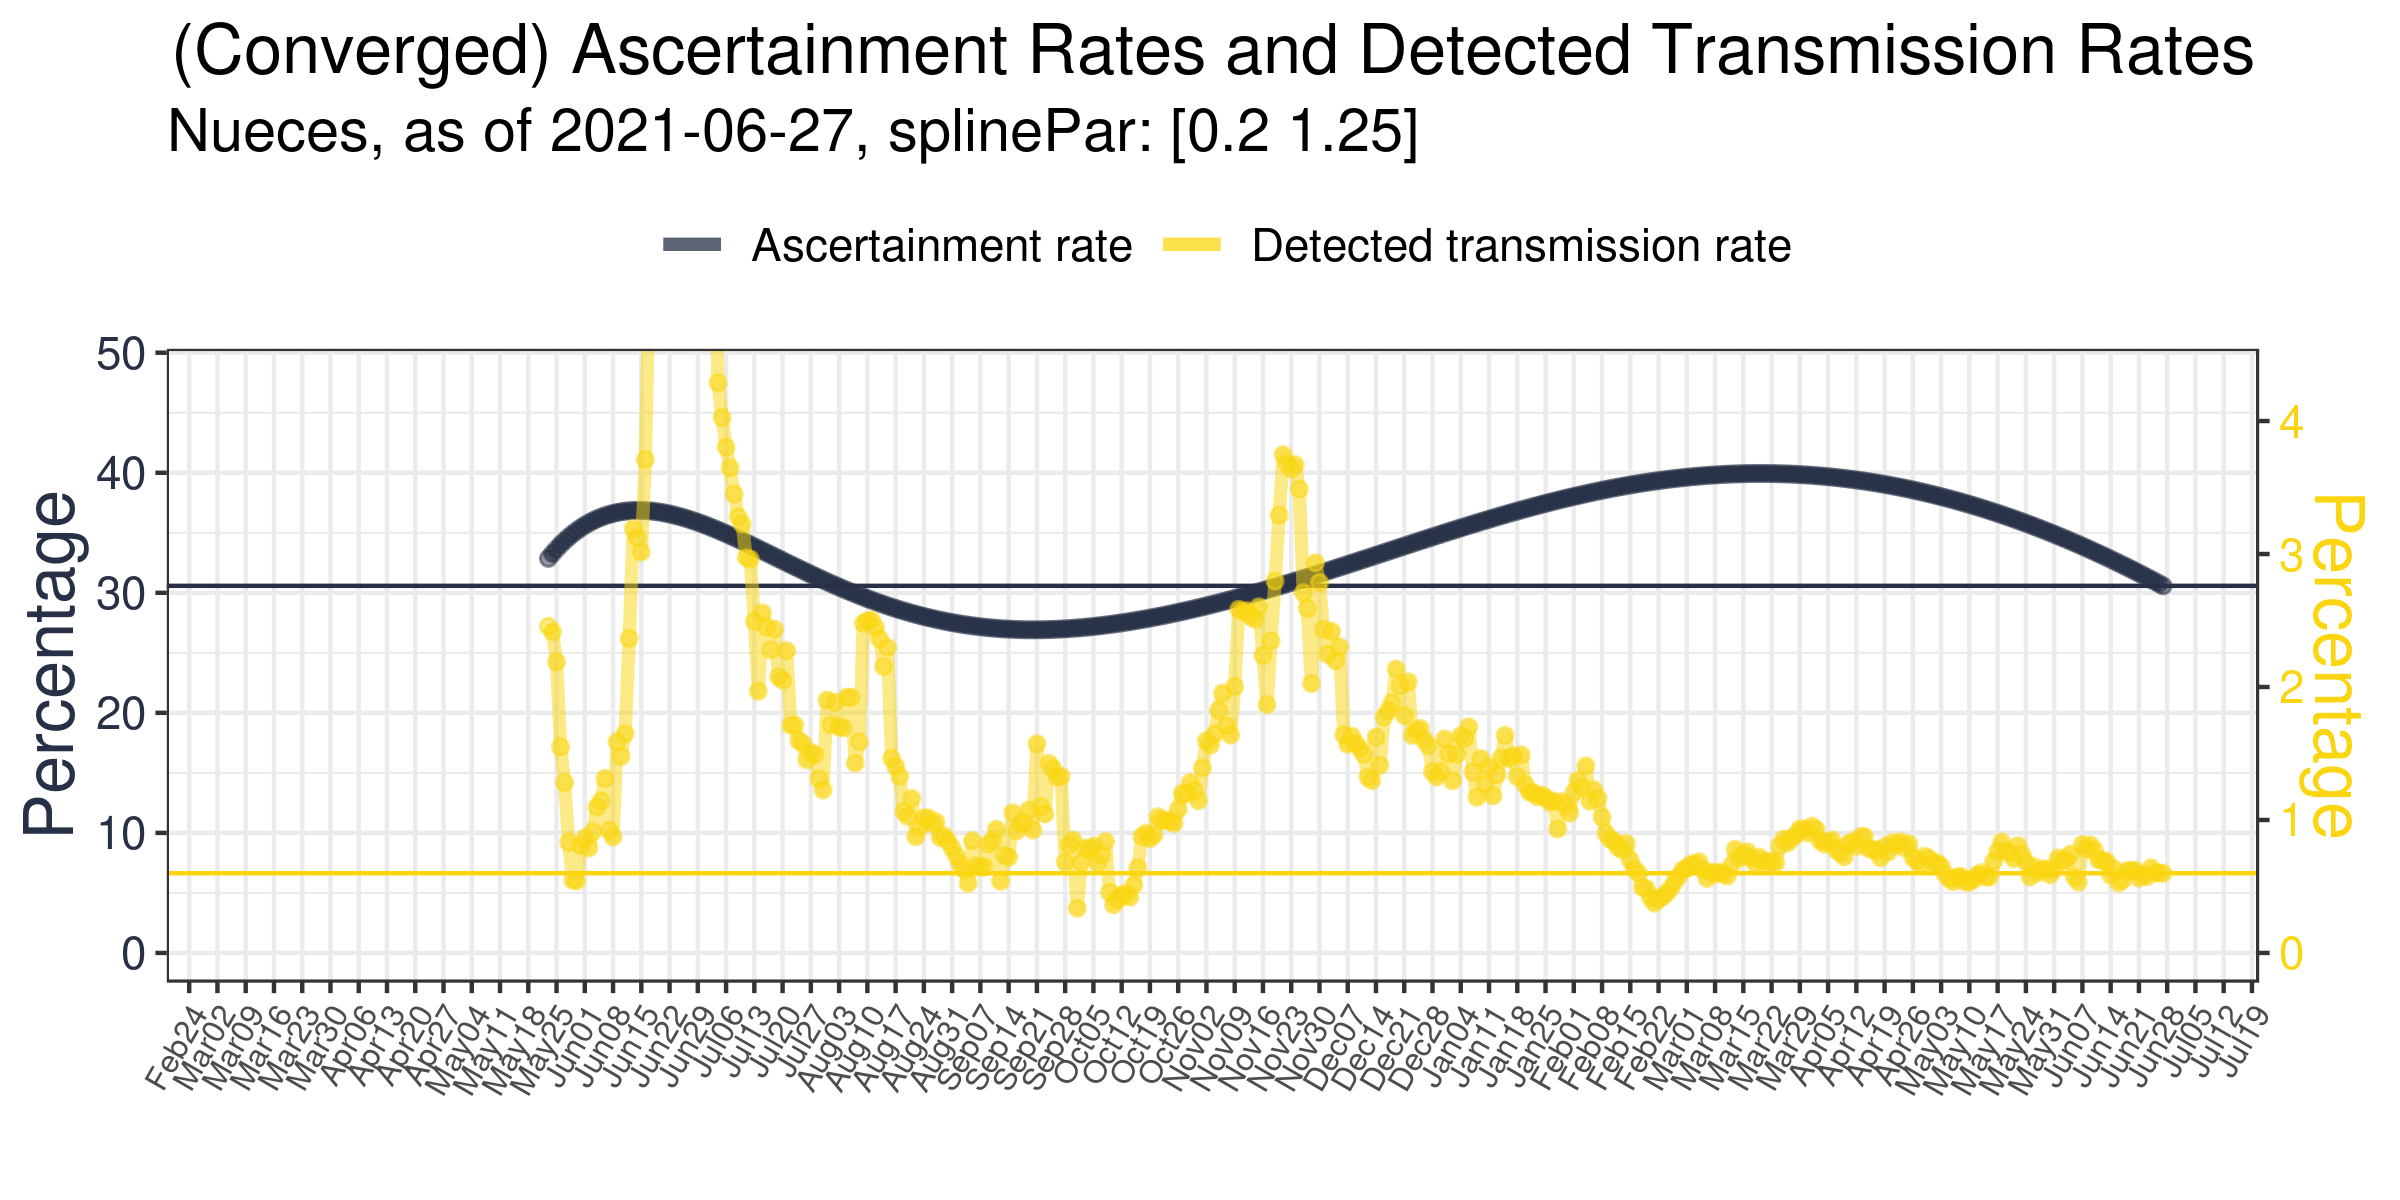 (Converged) Ascertainment Rates and Detected Transmission Rates
Nueces, as of 2021-06-27, splinePar: [0.2 1.25]
Ascertainment rate
Detected transmission rate
Percentage
50
40
30
20
10
0
4
3
2
1
0
Percentage
Feb24 Mar02 Mar09 Mar16 Mar23 Mar30 Apr06 Apr13 Apr20 Apr27 May04 May11 May18 May25 Jun01 Jun08 Jun15 Jun22 Jun29 Jul06 Jul13 Jul20 Jul27 Aug03 Aug10 Aug17 Aug24 Aug31 Sep07 Sep14 Sep21 Sep28 Oct05 Oct12 Oct19 Oct26 Nov02 Nov09 Nov16 Nov23 Nov30 Dec07 Dec14 Dec21 Dec28 Jan04 Jan11 Jan18 Jan25 Feb01 Feb08 Feb15 Feb22 Mar01 Mar08 Mar15 Mar22 Mar29 Apr05 Apr12 Apr19 Apr26 May03 May10 May17 May24 May31 Jun07 Jun14 Jun21 Jun28 Jul05 Jul12 Jul19